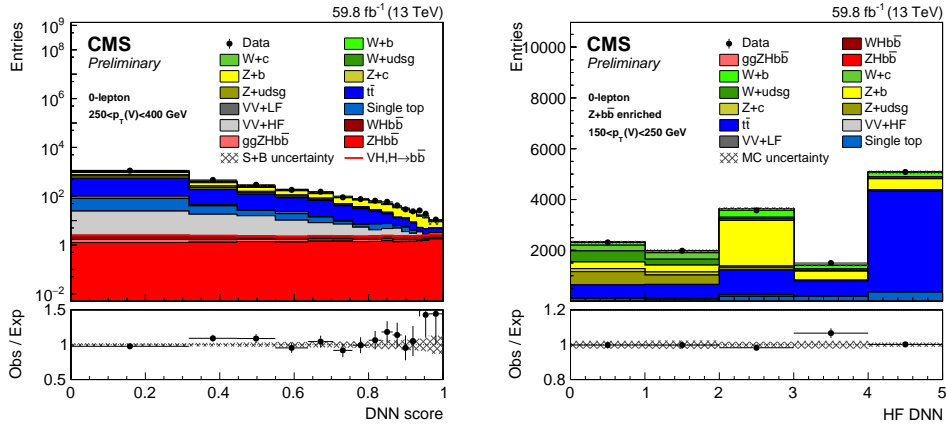 59.8 fb⁻¹ (13 TeV)
Entries
10⁹
10⁷
10⁵
10³
10
1
10⁻²
CMS
Preliminary
0-lepton
250<p_T(V)<400 GeV
Data
W+b
W+c
W+udsg
Z+b
Z+c
Z+udsg
tt̅
VV+LF
Single top
VV+HF
WHbb̅
ggZHbb̅
ZHbb̅
S+B uncertainty
VH,H→bb̅
Obs / Exp
1.5
1
0.5
0
0.2
0.4
0.6
0.8
1
DNN score
59.8 fb⁻¹ (13 TeV)
Entries
10000
8000
6000
4000
2000
CMS
Preliminary
0-lepton
Z+bb̅ enriched
150<p_T(V)<250 GeV
Data
WHbb̅
ggZHbb̅
ZHbb̅
W+b
W+c
W+udsg
Z+b
Z+c
Z+udsg
tt̅
VV+HF
VV+LF
Single top
MC uncertainty
Obs / Exp
1.2
1
0.8
0
1
2
3
4
5
HF DNN